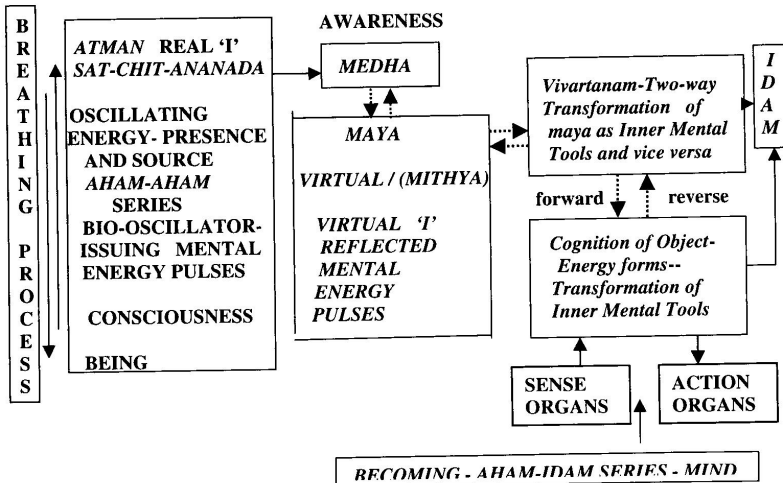 BREATHING PROCESS
ATMAN REAL ‘I’
SAT-CHIT-ANANADA
OSCILLATING
ENERGY- PRESENCE
AND SOURCE
AHAM-AHAM
SERIES
BIO-OSCILLATOR-
ISSUING MENTAL
ENERGY PULSES
CONSCIOUSNESS
BEING
AWARENESS
MEDHA
MAYA
VIRTUAL / (MITHYA)
VIRTUAL ‘I’
REFLECTED
MENTAL
ENERGY
PULSES
Vivartanam-Two-way
Transformation of
maya as Inner Mental
Tools and vice versa
forward reverse
Cognition of Object-
Energy forms--
Transformation of
Inner Mental Tools
IDAM
SENSE
ORGANS
ACTION
ORGANS
BECOMING - AHAM-IDAM SERIES - MIND